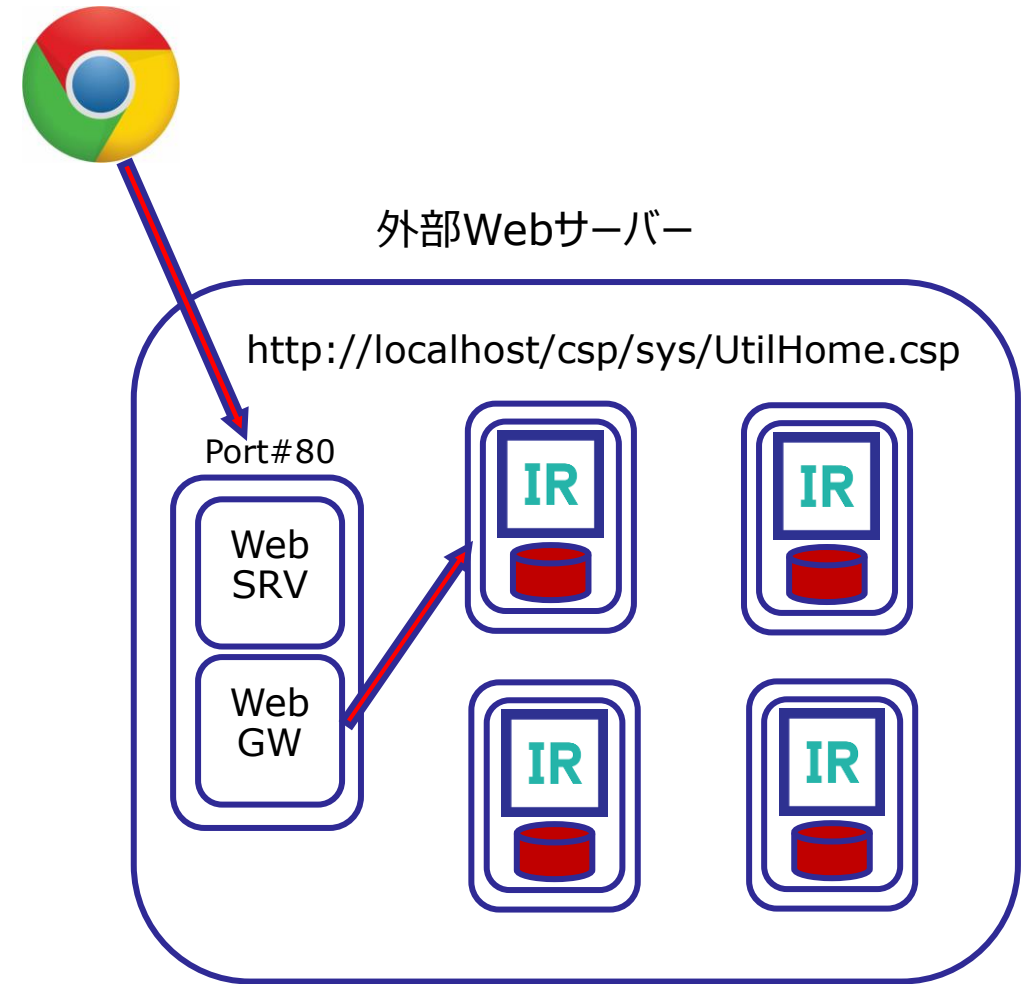 外部Webサーバー
http://localhost/csp/sys/UtilHome.csp
Port#80
Web
SRV
Web
GW
IR
IR
IR
IR